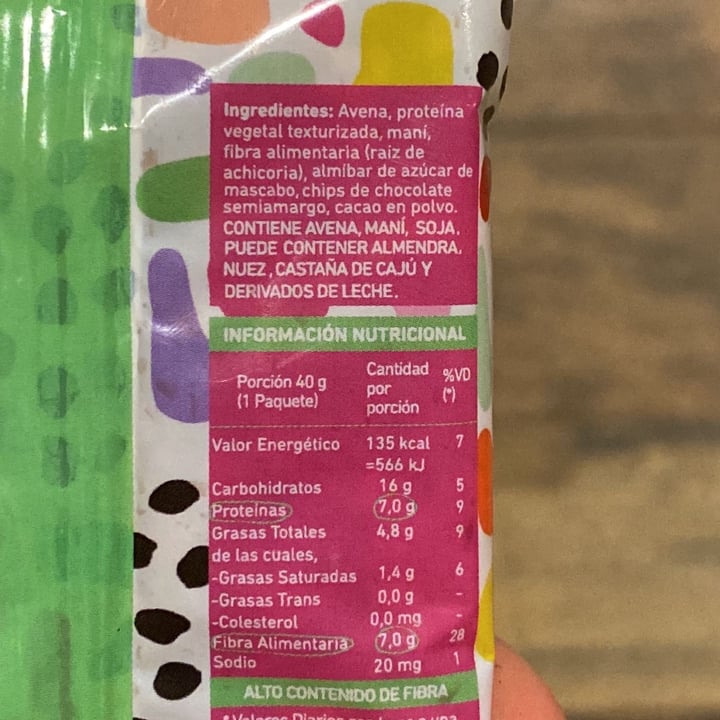 Ingredientes: Avena, proteína
vegetal texturizada, maní,
fibra alimentaria (raiz de
achicoria), almíbar de azúcar de
mascabo, chips de chocolate
semiamargo, cacao en polvo.
CONTIENE AVENA, MANÍ, SOJA.
PUEDE CONTENER ALMENDRA,
NUEZ, CASTAÑA DE CAJÚ Y
DERIVADOS DE LECHE.
INFORMACIÓN NUTRICIONAL
Porción 40 g (1 Paquete) Cantidad por porción %VD (*)
Valor Energético 135 kcal 7
=566 kJ
Carbohidratos 16 g 5
Proteínas 7,0 g 9
Grasas Totales 4,8 g 9
de las cuales,
-Grasas Saturadas 1,4 g 6
-Grasas Trans 0,0 g -
-Colesterol 0,0 mg -
Fibra Alimentaria 7,0 g 28
Sodio 20 mg 1
ALTO CONTENIDO DE FIBRA